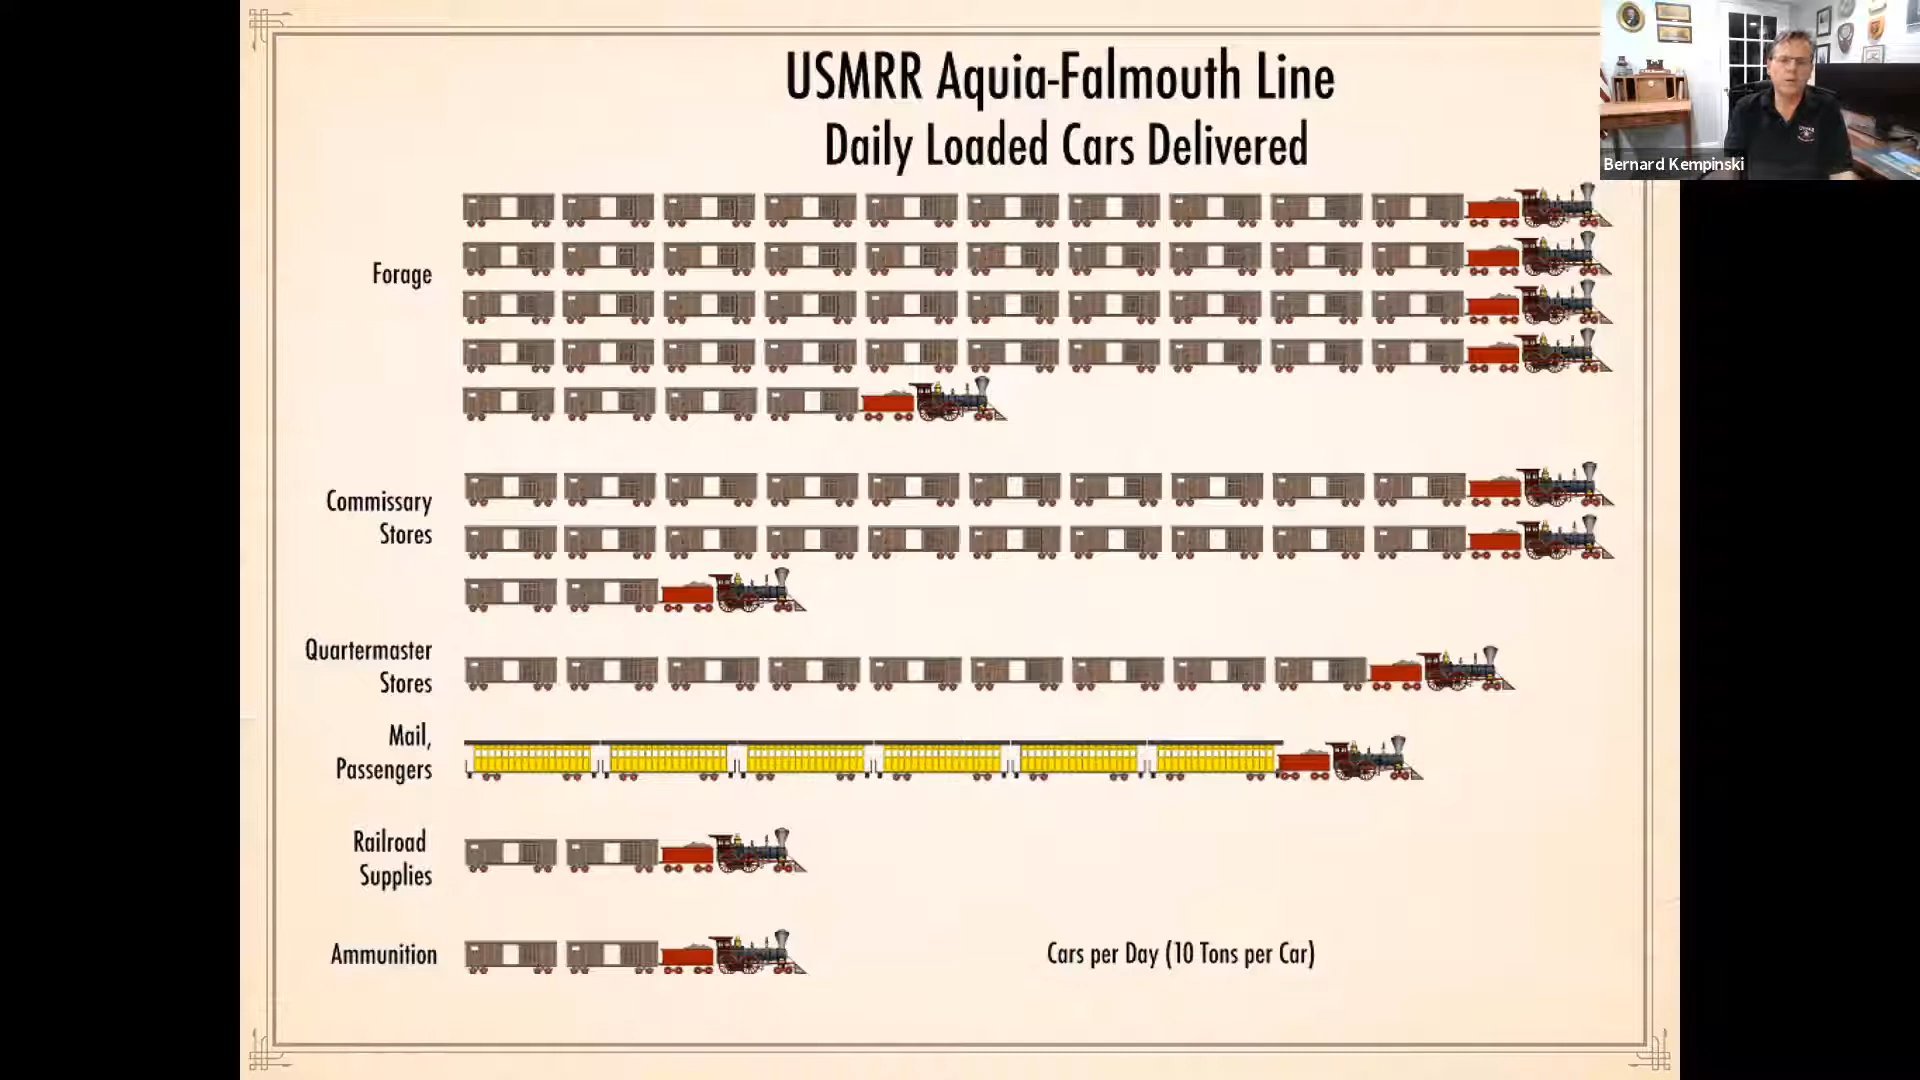 USMRR Aquia-Falmouth Line
Daily Loaded Cars Delivered
Bernard Kempinski
Forage
Commissary
Stores
Quartermaster
Stores
Mail,
Passengers
Railroad
Supplies
Ammunition
Cars per Day (10 Tons per Car)